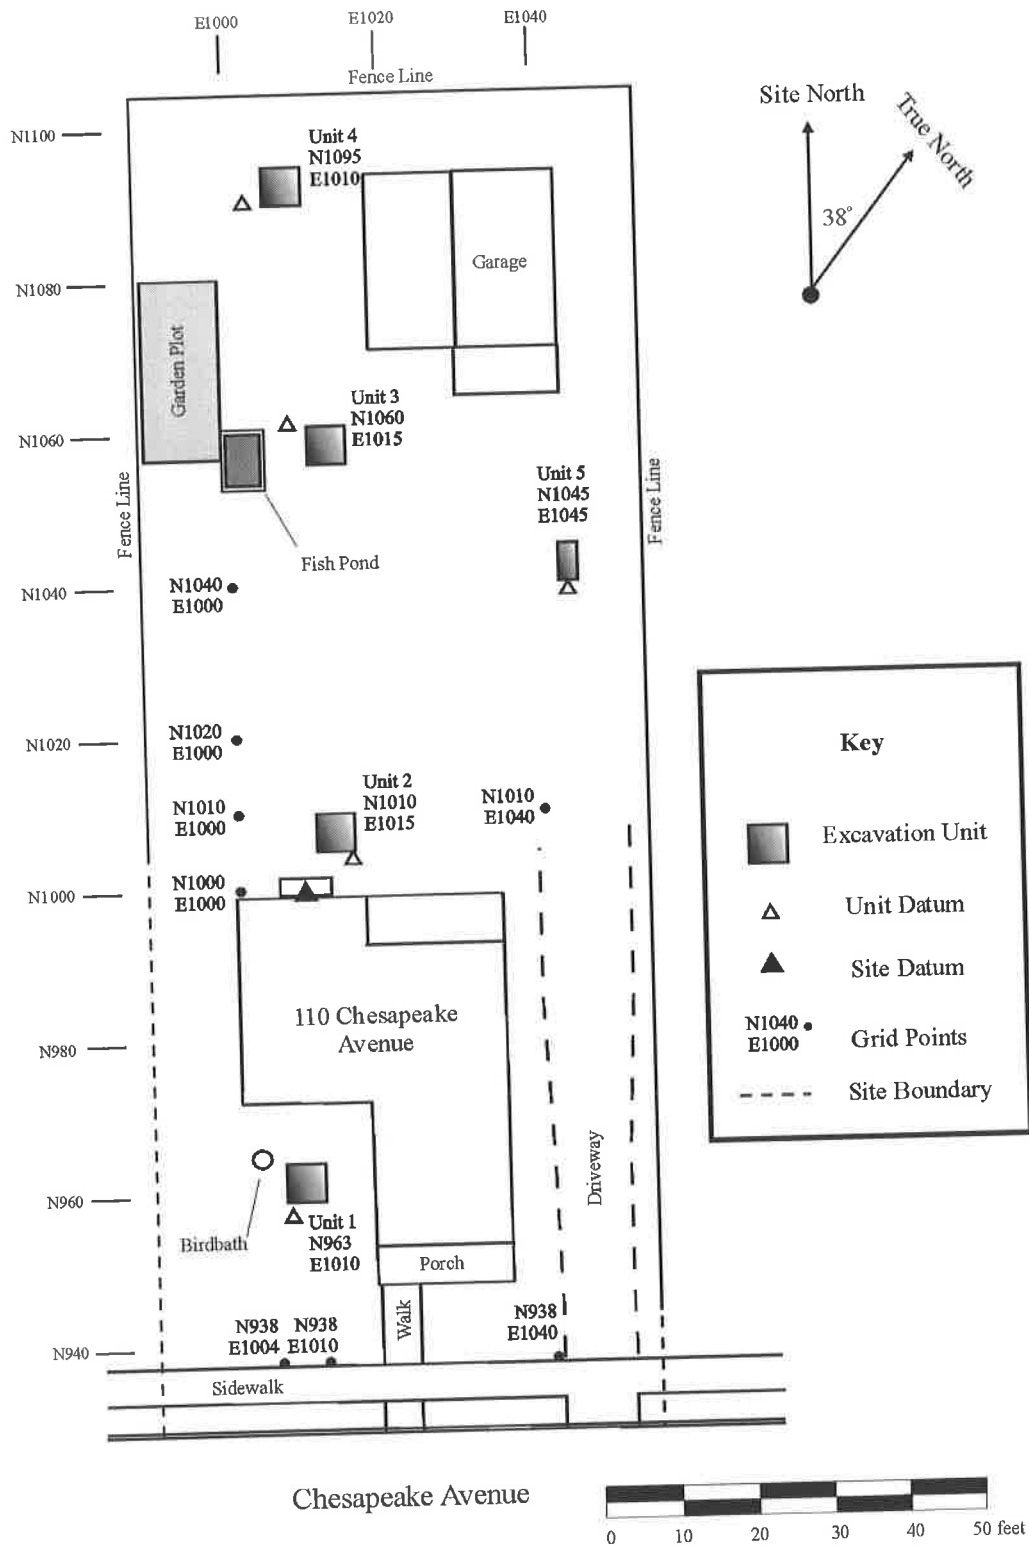 E1000
E1020
E1040
Fence Line
Site North
True North
38°
N1100
Unit 4
N1095
E1010
Garage
N1080
Garden Plot
Unit 3
N1060
E1015
N1060
Fence Line
Fence Line
Unit 5
N1045
E1045
Fish Pond
N1040
N1040
E1000
N1020
N1020
E1000
Key
Unit 2
N1010
E1015
N1010
E1000
N1010
E1040
Excavation Unit
N1000
N1000
E1000
Unit Datum
Site Datum
110 Chesapeake
Avenue
N1040
E1000
Grid Points
N980
Site Boundary
Driveway
N960
Birdbath
Unit 1
N963
E1010
Porch
Walk
N938
E1004
N938
E1010
N938
E1040
N940
Sidewalk
Chesapeake Avenue
0 10 20 30 40 50 feet